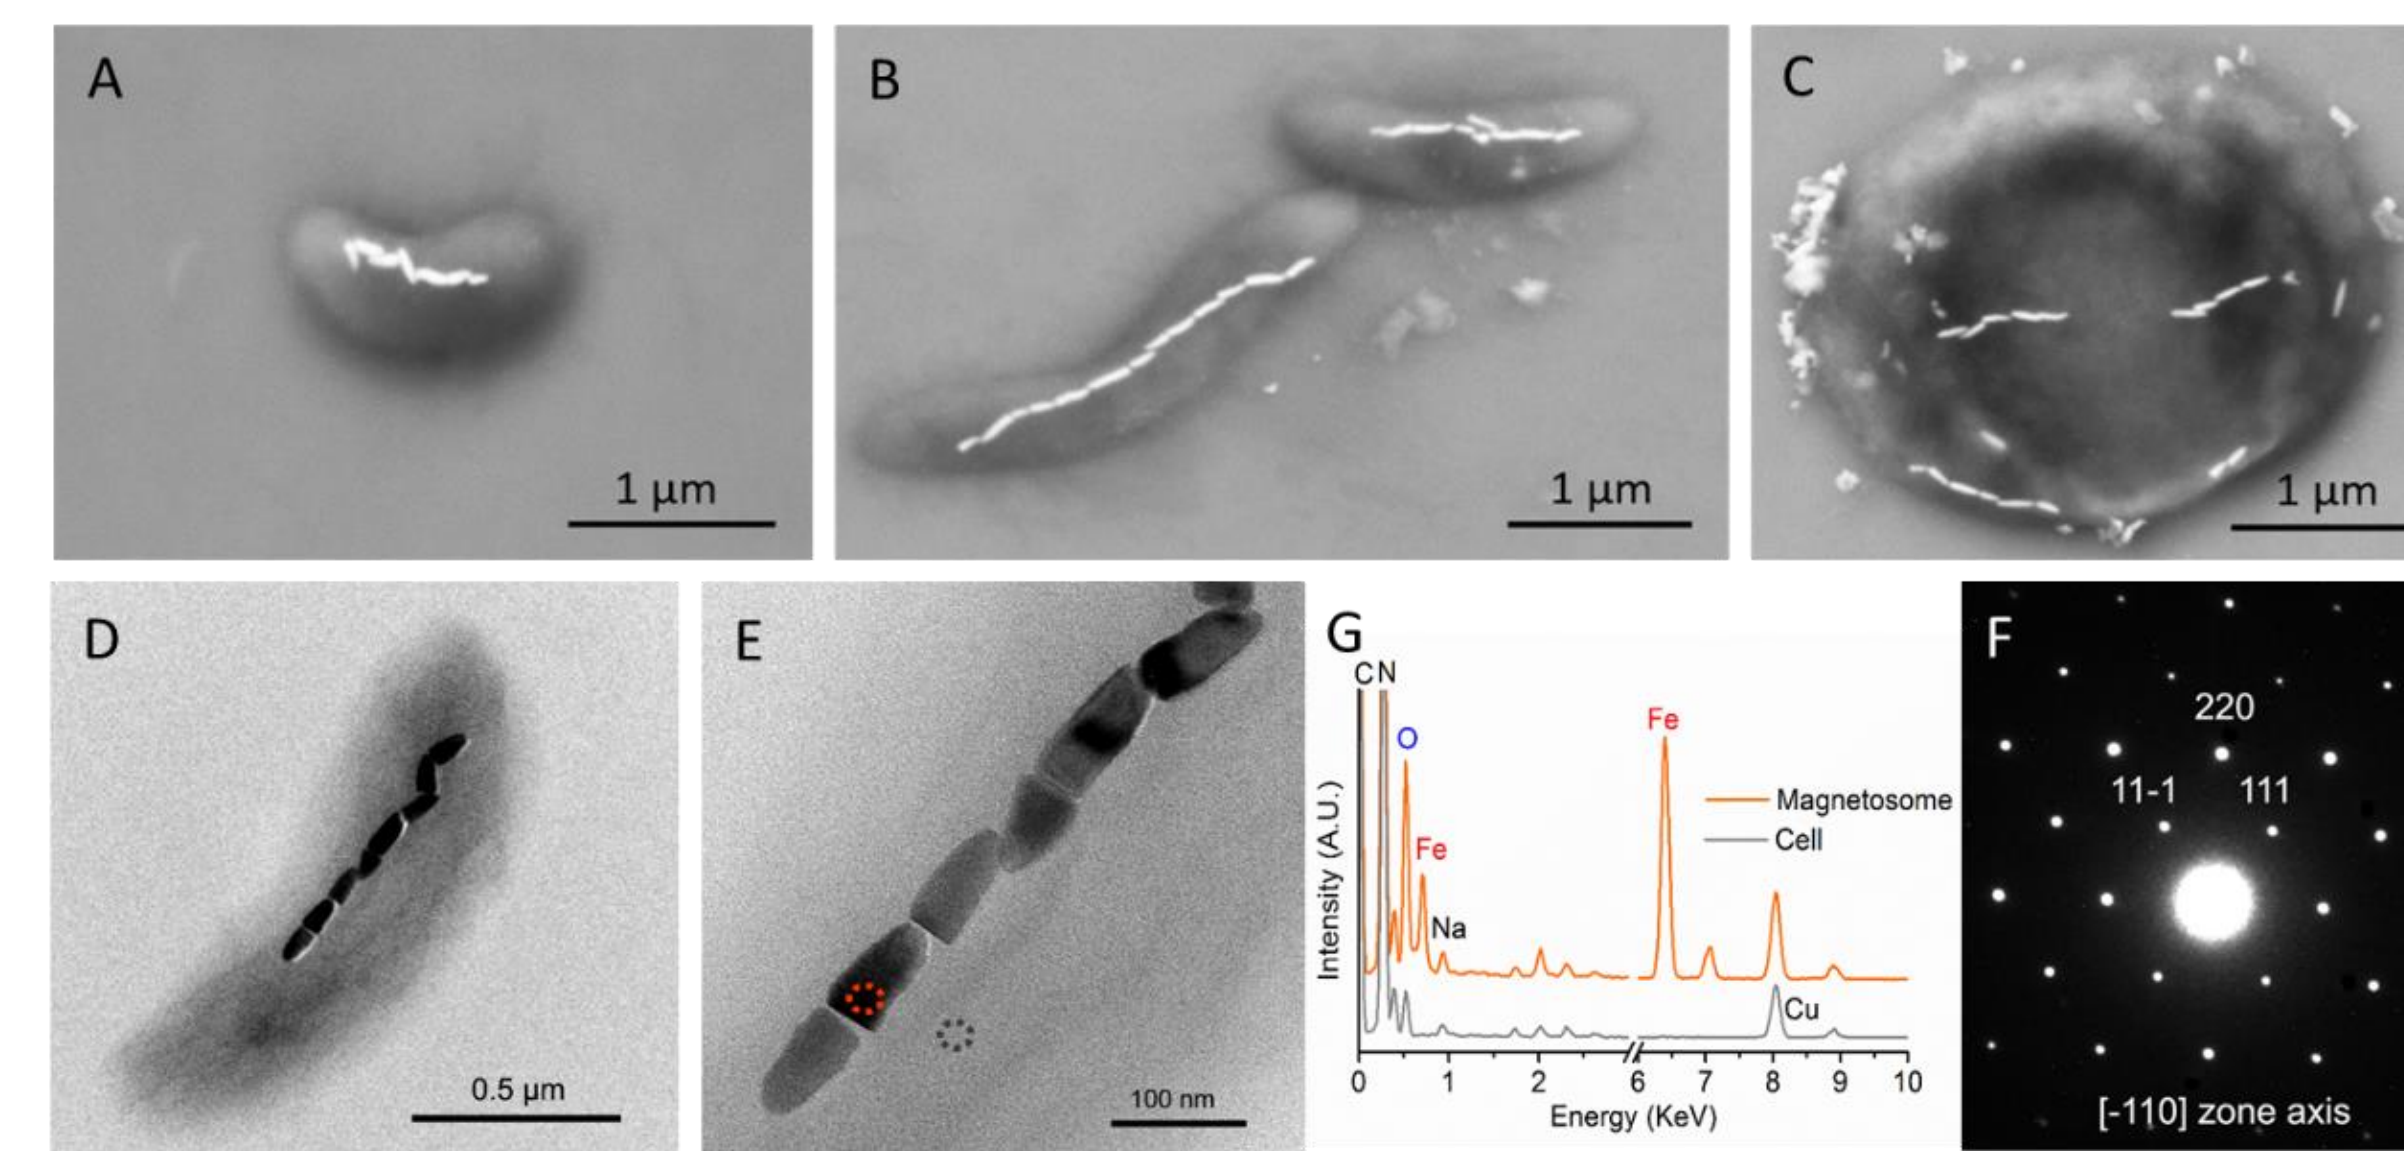 A
1 µm
B
1 µm
C
1 µm
D
0.5 µm
E
100 nm
G
C N
O
Fe
Fe
Na
Magnetosome
Cell
Cu
Intensity (A.U.)
0 1 2 6 7 8 9 10
Energy (KeV)
F
220
11-1 111
[-110] zone axis